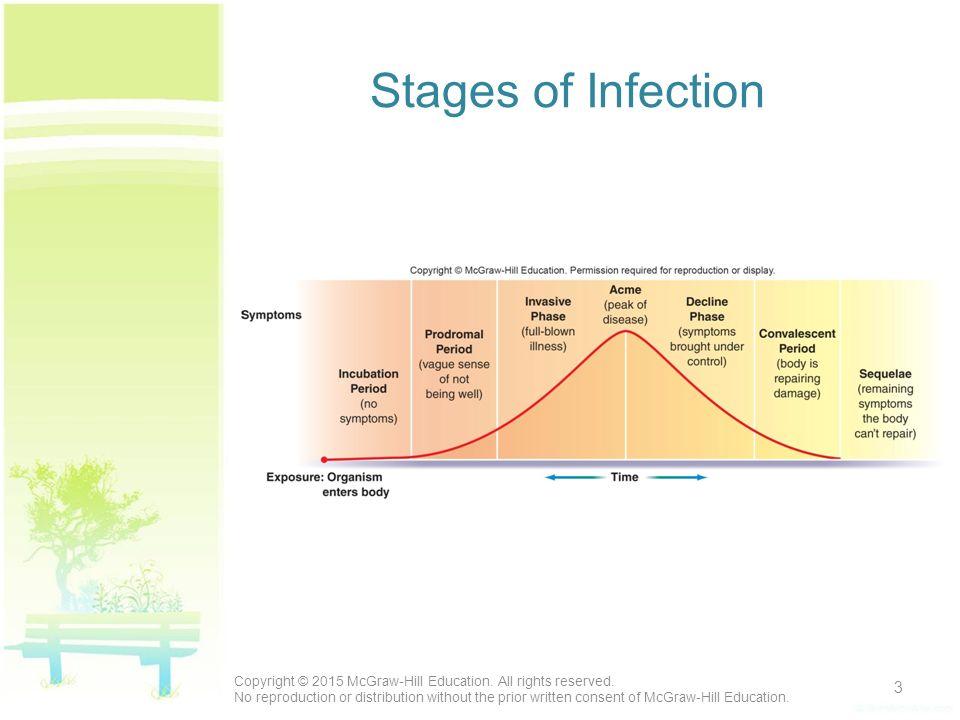 Stages of Infection
Copyright © McGraw-Hill Education. Permission required for reproduction or display.
Symptoms
Incubation
Period
(no
symptoms)
Prodromal
Period
(vague sense
of not
being well)
Invasive
Phase
(full-blown
illness)
Acme
(peak of
disease)
Decline
Phase
(symptoms
brought under
control)
Convalescent
Period
(body is
repairing
damage)
Sequelae
(remaining
symptoms
the body
can't repair)
Exposure: Organism
enters body
Time
Copyright © 2015 McGraw-Hill Education. All rights reserved.
No reproduction or distribution without the prior written consent of McGraw-Hill Education.
3